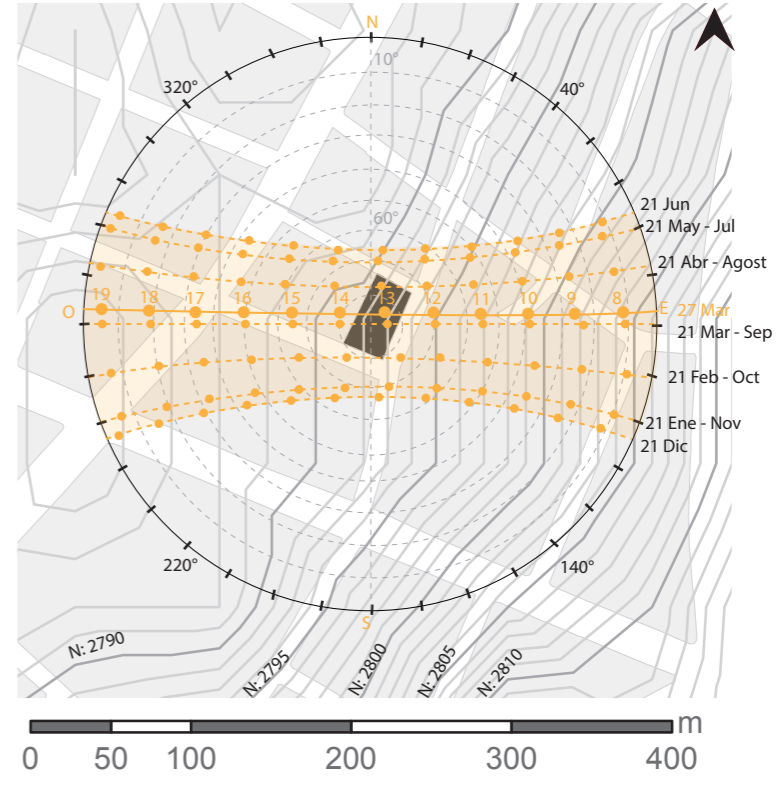 N
10°
320°
40°
60°
21 Jun
21 May - Jul
21 Abr - Agost
19 18 17 16 15 14 13 12 11 10 9 8
O
E 27 Mar
21 Mar - Sep
21 Feb - Oct
21 Ene - Nov
21 Dic
220°
140°
S
N: 2790
N: 2795
N: 2800
N: 2805
N: 2810
m
0 50 100 200 300 400